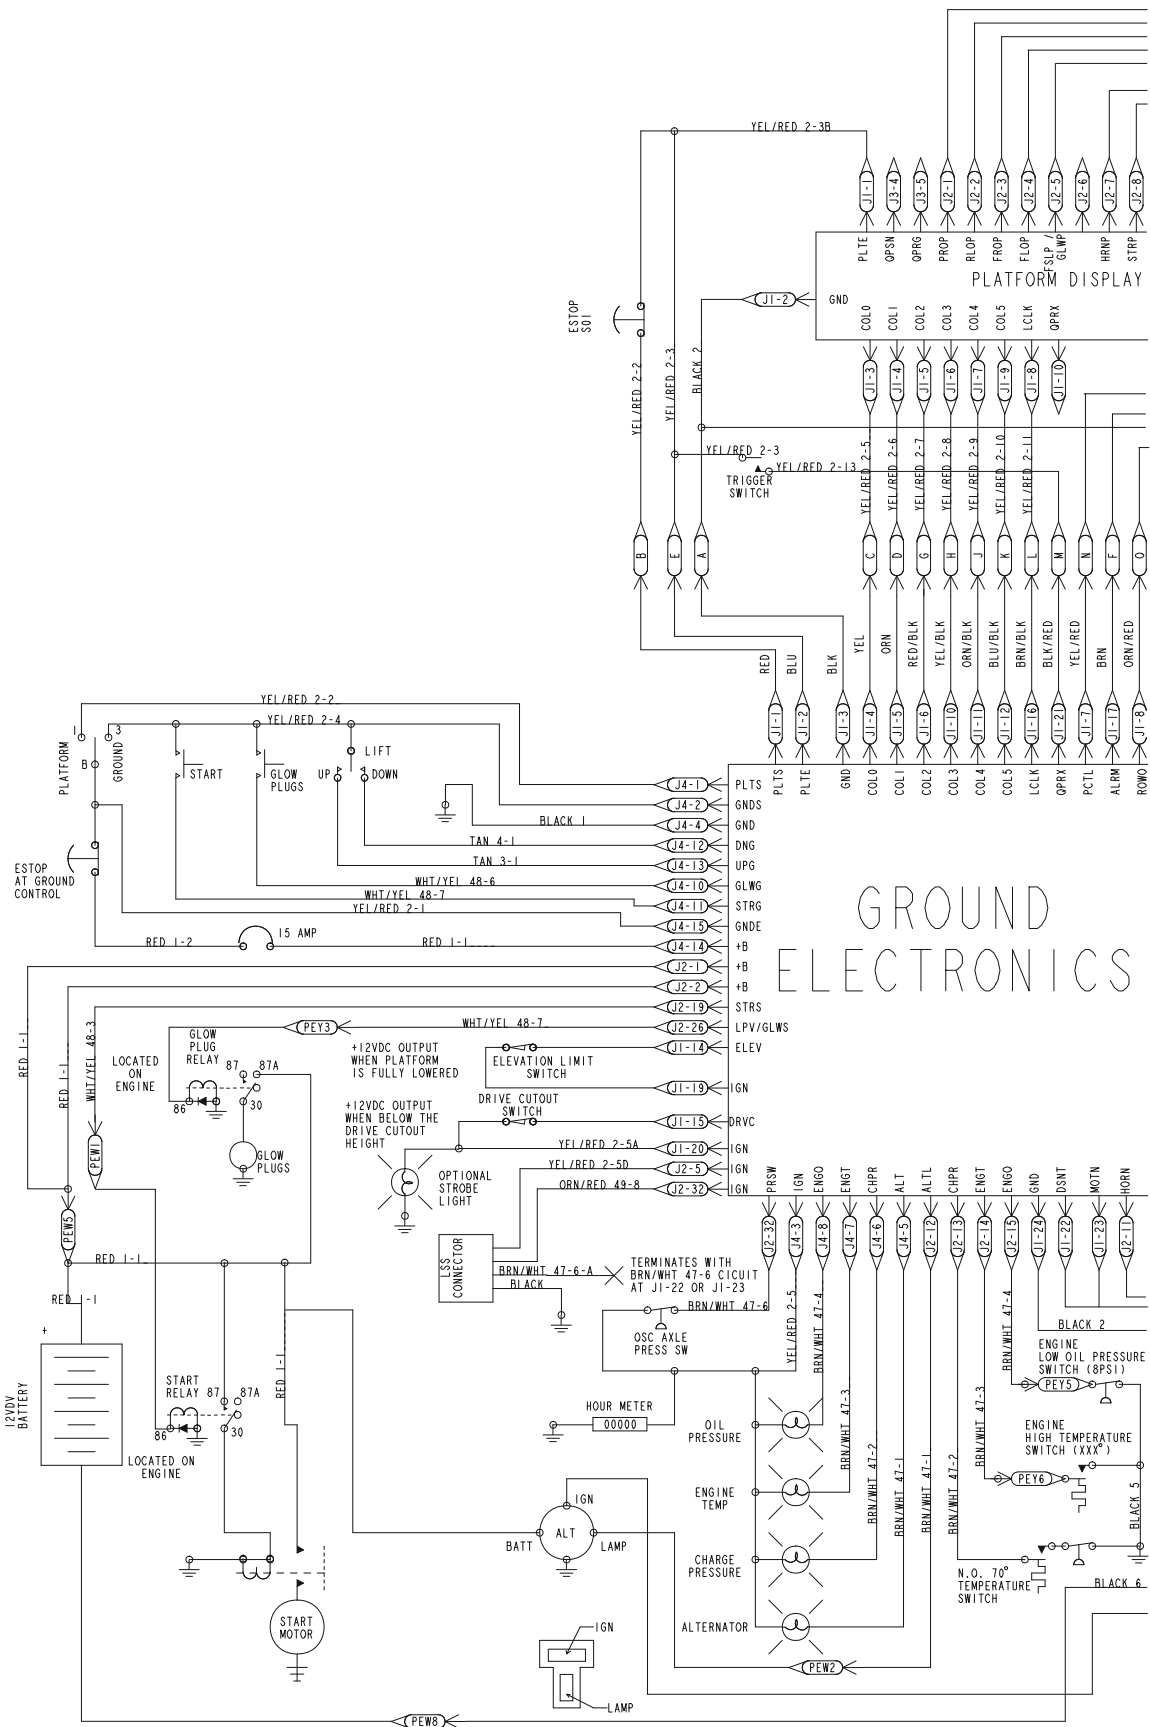 YEL/RED 2-3B
J1-1
J3-4
J3-5
J2-1
J2-2
J2-3
J2-4
J2-5
J2-6
J2-7
J2-8
PLTE
QPSN
QPRG
PROP
RLOP
FROP
FLOP
FSLP /
GLWP
HRNP
STRP
PLATFORM DISPLAY
J1-2
GND
COL0
COL1
COL2
COL3
COL4
COL5
LCLK
QPRX
ESTOP
S01
J1-3
J1-4
J1-5
J1-6
J1-7
J1-9
J1-8
J1-10
YEL/RED 2-2
YEL/RED 2-3
BLACK 2
YEL/RED 2-3
YEL/RED 2-13
TRIGGER
SWITCH
YEL/RED 2-5
YEL/RED 2-6
YEL/RED 2-7
YEL/RED 2-8
YEL/RED 2-9
YEL/RED 2-10
YEL/RED 2-11
B
E
A
C
D
G
H
J
K
L
M
N
F
O
RED
BLU
BLK
YEL
ORN
RED/BLK
YEL/BLK
ORN/BLK
BLU/BLK
BRN/BLK
BLK/RED
YEL/RED
BRN
ORN/RED
J1-1
J1-2
J1-3
J1-4
J1-5
J1-6
J1-10
J1-11
J1-12
J1-16
J1-21
J1-7
J1-17
J1-8
PLTS
PLTE
GND
COL0
COL1
COL2
COL3
COL4
COL5
LCLK
QPRX
PCTL
ALRM
ROWO
YEL/RED 2-2
YEL/RED 2-4
1
3
PLATFORM
B
GROUND
START
GLOW
PLUGS
LIFT
UP
DOWN
J4-1 PLTS
J4-2 GNDS
BLACK 1 J4-4 GND
TAN 4-1 J4-12 DNG
TAN 3-1 J4-13 UPG
WHT/YEL 48-6 J4-10 GLWG
WHT/YEL 48-7 J4-11 STRG
YEL/RED 2-1 J4-15 GNDE
ESTOP
AT GROUND
CONTROL
RED 1-2 15 AMP RED 1-1 J4-14 +B
J2-1 +B
J2-2 +B
J2-19 STRS
WHT/YEL 48-7 J2-26 LPV/GLWS
J1-14 ELEV
J1-19 IGN
J1-15 DRVC
YEL/RED 2-5A J1-20 IGN
YEL/RED 2-5D J2-5 IGN
ORN/RED 49-8 J2-32 IGN
GROUND
ELECTRONICS
RED 1-1
RED 1-1
WHT/YEL 48-3
PEY3
GLOW
PLUG
RELAY
LOCATED
ON
ENGINE
87
87A
86
30
GLOW
PLUGS
+12VDC OUTPUT
WHEN PLATFORM
IS FULLY LOWERED
ELEVATION LIMIT
SWITCH
+12VDC OUTPUT
WHEN BELOW THE
DRIVE CUTOUT
HEIGHT
DRIVE CUTOUT
SWITCH
OPTIONAL
STROBE
LIGHT
PEW1
PEW5
RED 1-1
RED 1-1
+
12VDV
BATTERY
START
RELAY
87
87A
86
30
LOCATED ON
ENGINE
RED 1-1
START
MOTOR
LSS
CONNECTOR
BRN/WHT 47-6-A
BLACK
TERMINATES WITH
BRN/WHT 47-6 CICUIT
AT J1-22 OR J1-23
PRSW
IGN
ENGO
ENGT
CHPR
ALT
ALTL
CHPR
ENGT
ENGO
GND
DSNT
MOTN
HORN
J2-32
J4-3
J4-8
J4-7
J4-6
J4-5
J2-12
J2-13
J2-14
J2-15
J1-24
J1-22
J1-23
J2-11
BRN/WHT 47-6
OSC AXLE
PRESS SW
YEL/RED 2-5
BRN/WHT 47-4
BRN/WHT 47-3
BRN/WHT 47-2
BRN/WHT 47-1
BRN/WHT 47-1
BRN/WHT 47-2
BRN/WHT 47-3
BRN/WHT 47-4
BLACK 2
ENGINE
LOW OIL PRESSURE
SWITCH (8PSI)
PEY5
ENGINE
HIGH TEMPERATURE
SWITCH (XXX°)
PEY6
BLACK 5
N.O. 70°
TEMPERATURE
SWITCH
BLACK 6
HOUR METER
00000
OIL
PRESSURE
ENGINE
TEMP
CHARGE
PRESSURE
ALTERNATOR
IGN
BATT
ALT
LAMP
IGN
LAMP
PEW2
PEW8